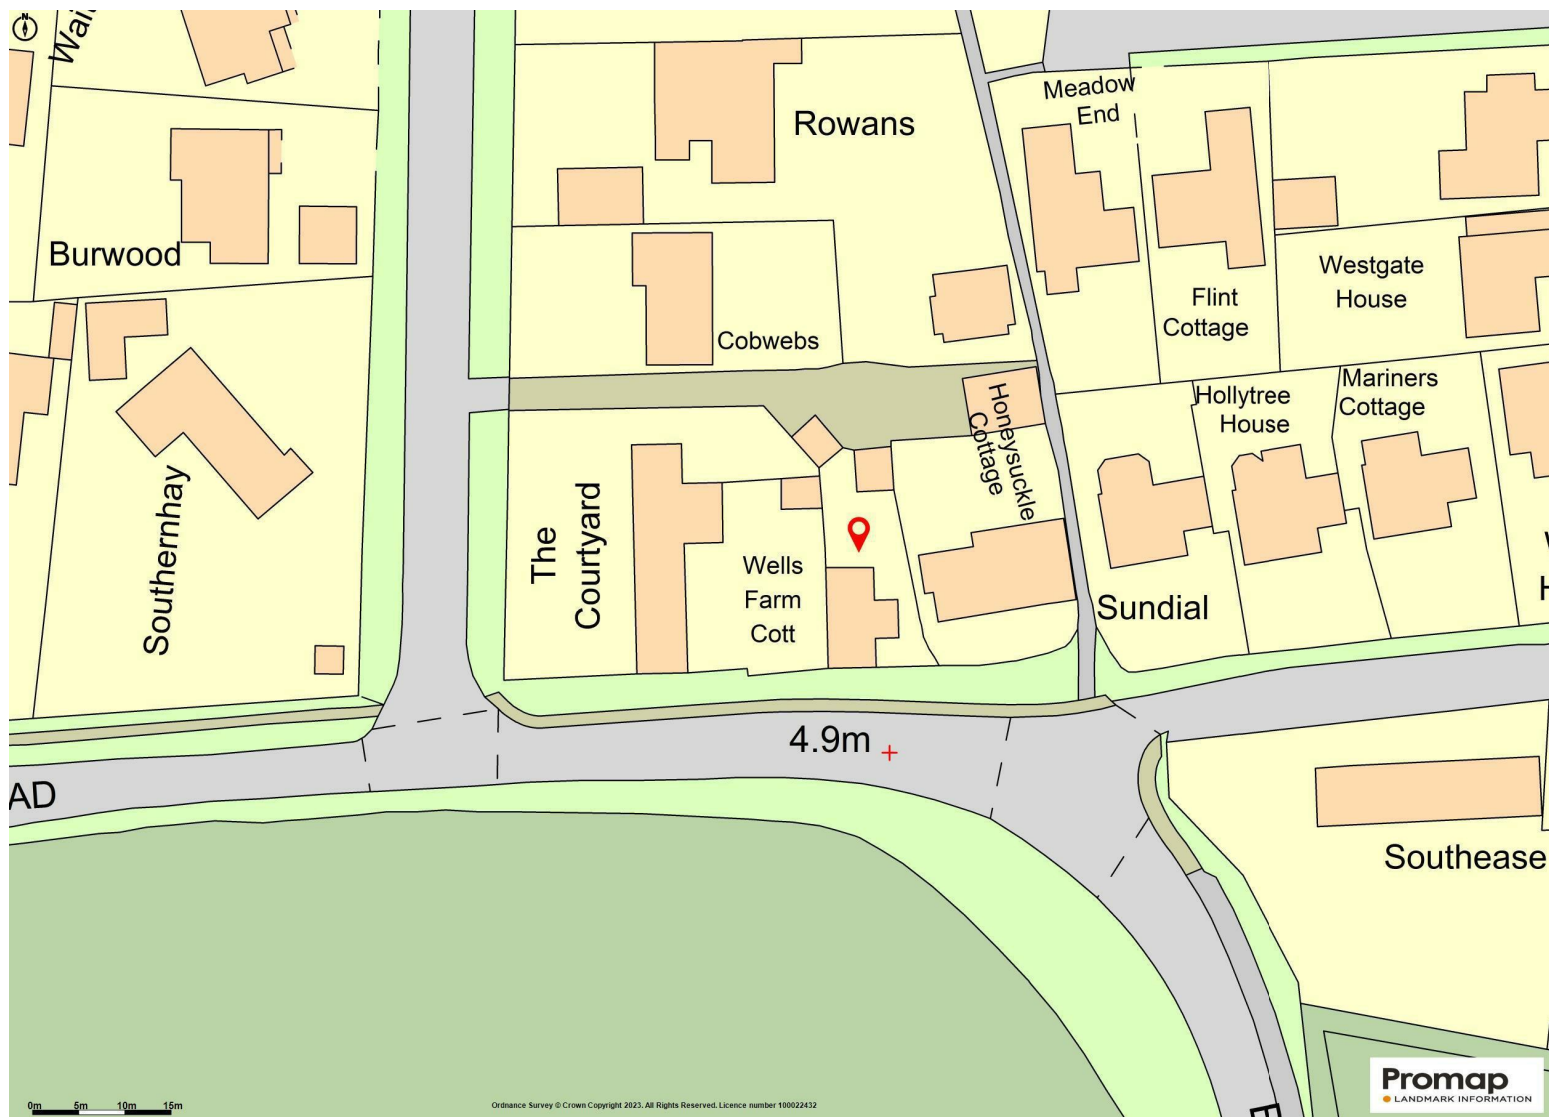 N
Rowans
Meadow
End
Burwood
Westgate
House
Flint
Cottage
Cobwebs
Mariners
Cottage
Hollytree
House
Honeysuckle
Cottage
Southernhay
The
Courtyard
Wells
Farm
Cott
Sundial
4.9m
AD
Southease
Promap
LANDMARK INFORMATION
0m 5m 10m 15m
Ordnance Survey © Crown Copyright 2023. All Rights Reserved. Licence number 100022432